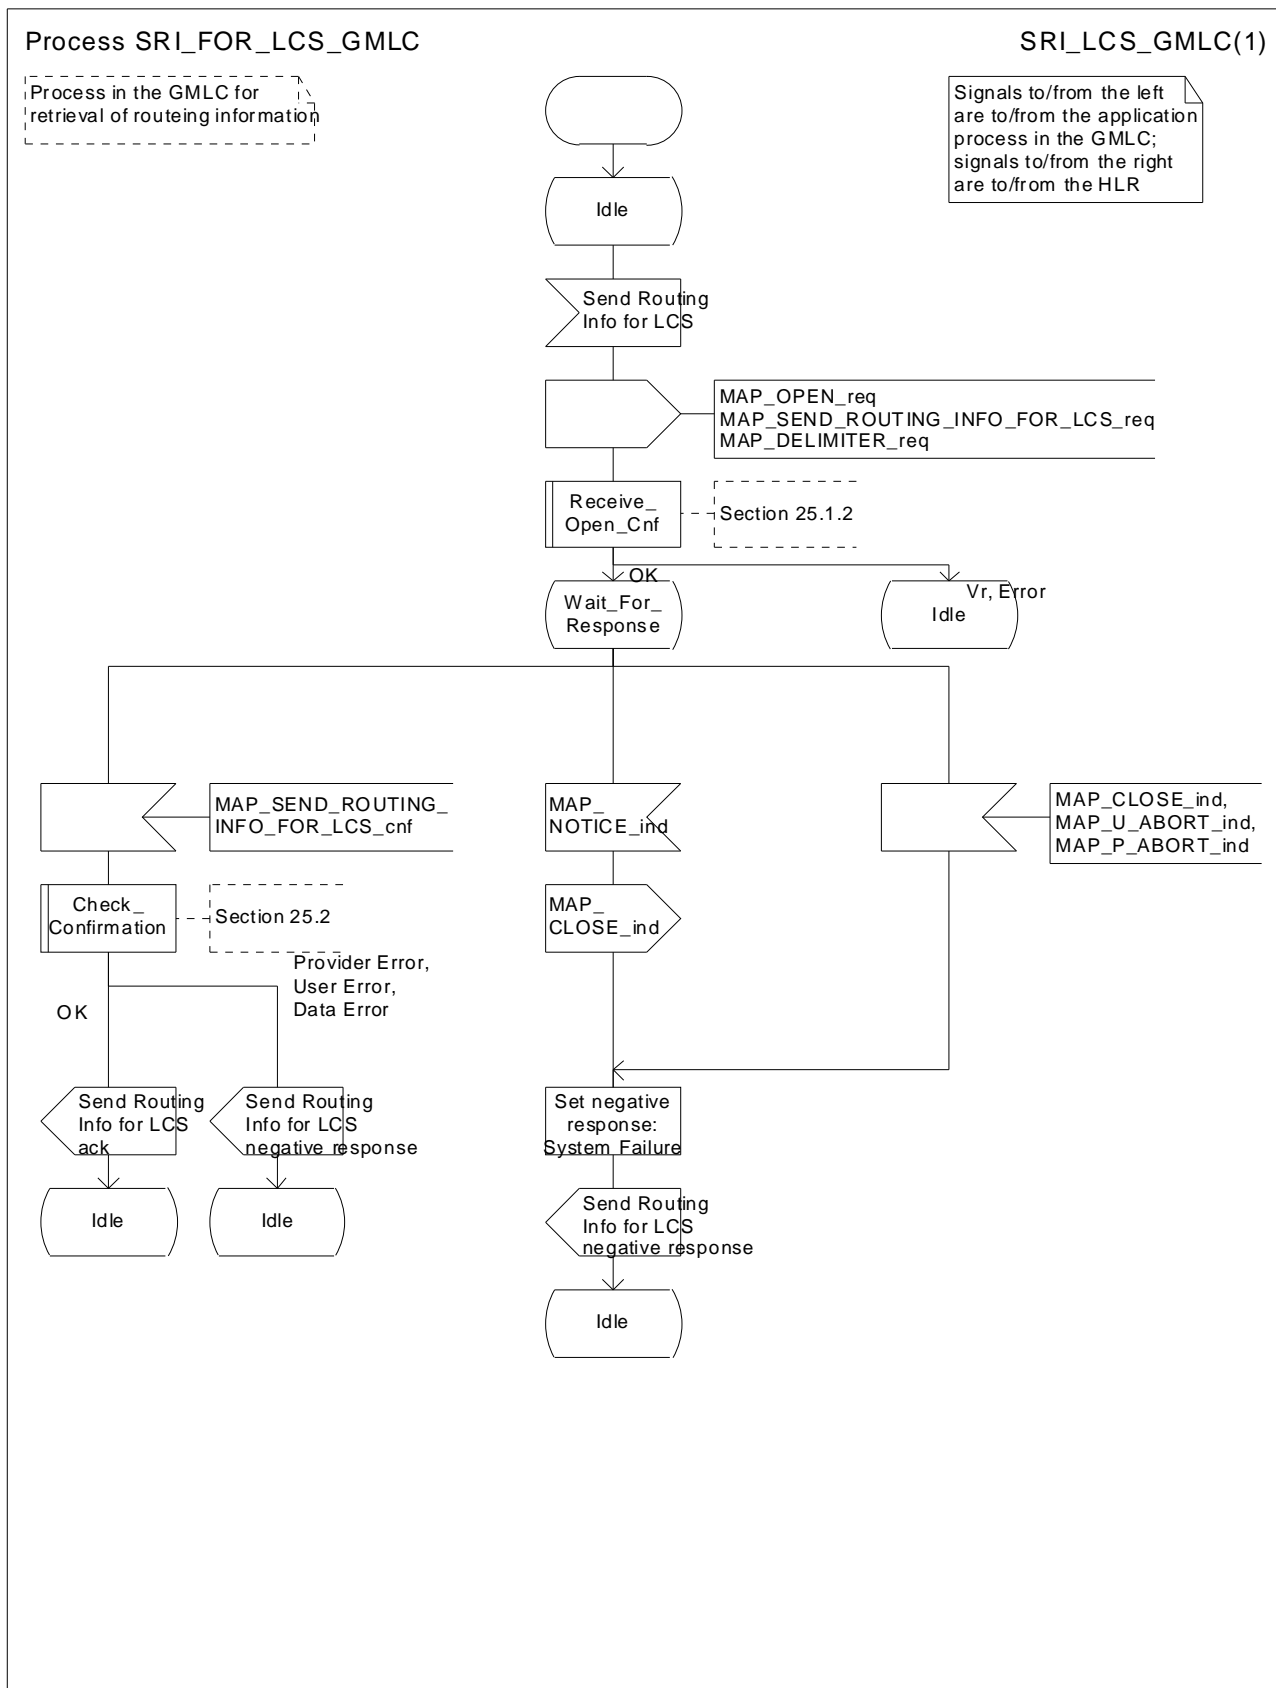 Process SRI_FOR_LCS_GMLC
SRI_LCS_GMLC(1)
Process in the GMLC for
retrieval of routeing information
Signals to/from the left
are to/from the application
process in the GMLC;
signals to/from the right
are to/from the HLR
Idle
Send Routing
Info for LCS
MAP_OPEN_req
MAP_SEND_ROUTING_INFO_FOR_LCS_req
MAP_DELIMITER_req
Receive_
Open_Cnf
Section 25.1.2
OK
Vr, Error
Wait_For_
Response
Idle
MAP_SEND_ROUTING_
INFO_FOR_LCS_cnf
MAP_
NOTICE_ind
MAP_CLOSE_ind,
MAP_U_ABORT_ind,
MAP_P_ABORT_ind
Check_
Confirmation
Section 25.2
MAP_
CLOSE_ind
Provider Error,
User Error,
Data Error
OK
Send Routing
Info for LCS
ack
Send Routing
Info for LCS
negative response
Set negative
response:
System Failure
Idle
Idle
Send Routing
Info for LCS
negative response
Idle